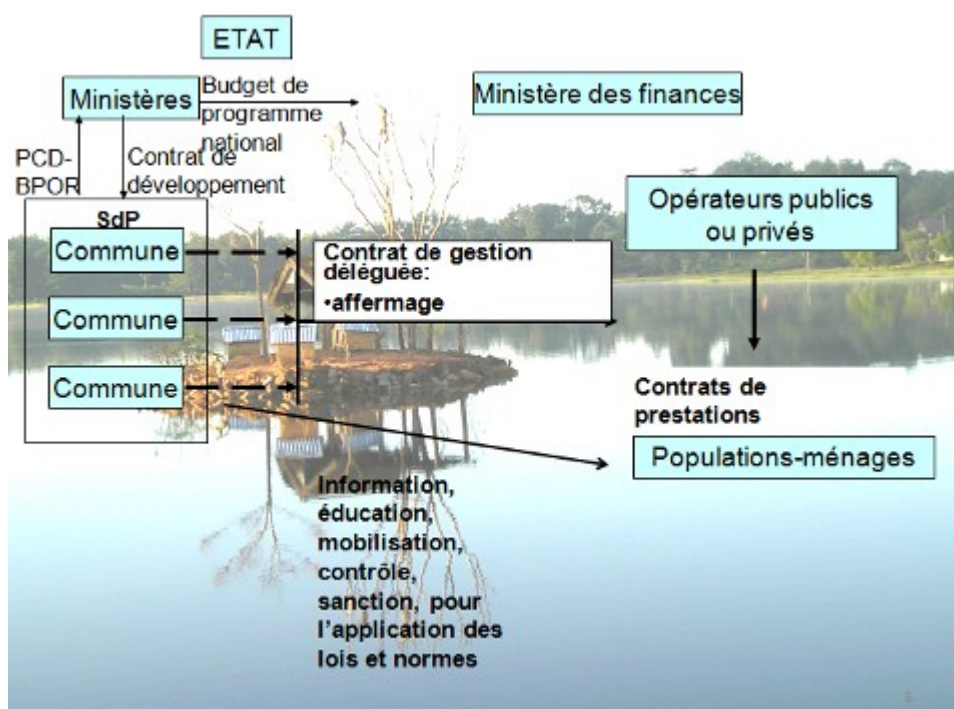 ETAT
Ministères
Budget de
programme
national
Ministère des finances
PCD-
BPOR
Contrat de
développement
SdP
Commune
Commune
Commune
Contrat de gestion
déléguée:
•affermage
Opérateurs publics
ou privés
Contrats de
prestations
Populations-ménages
Information,
éducation,
mobilisation,
contrôle,
sanction, pour
l'application des
lois et normes